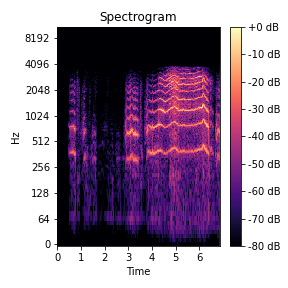 Spectrogram
8192
4096
2048
1024
512
256
128
64
0
Hz
0 1 2 3 4 5 6
Time
+0 dB
-10 dB
-20 dB
-30 dB
-40 dB
-50 dB
-60 dB
-70 dB
-80 dB